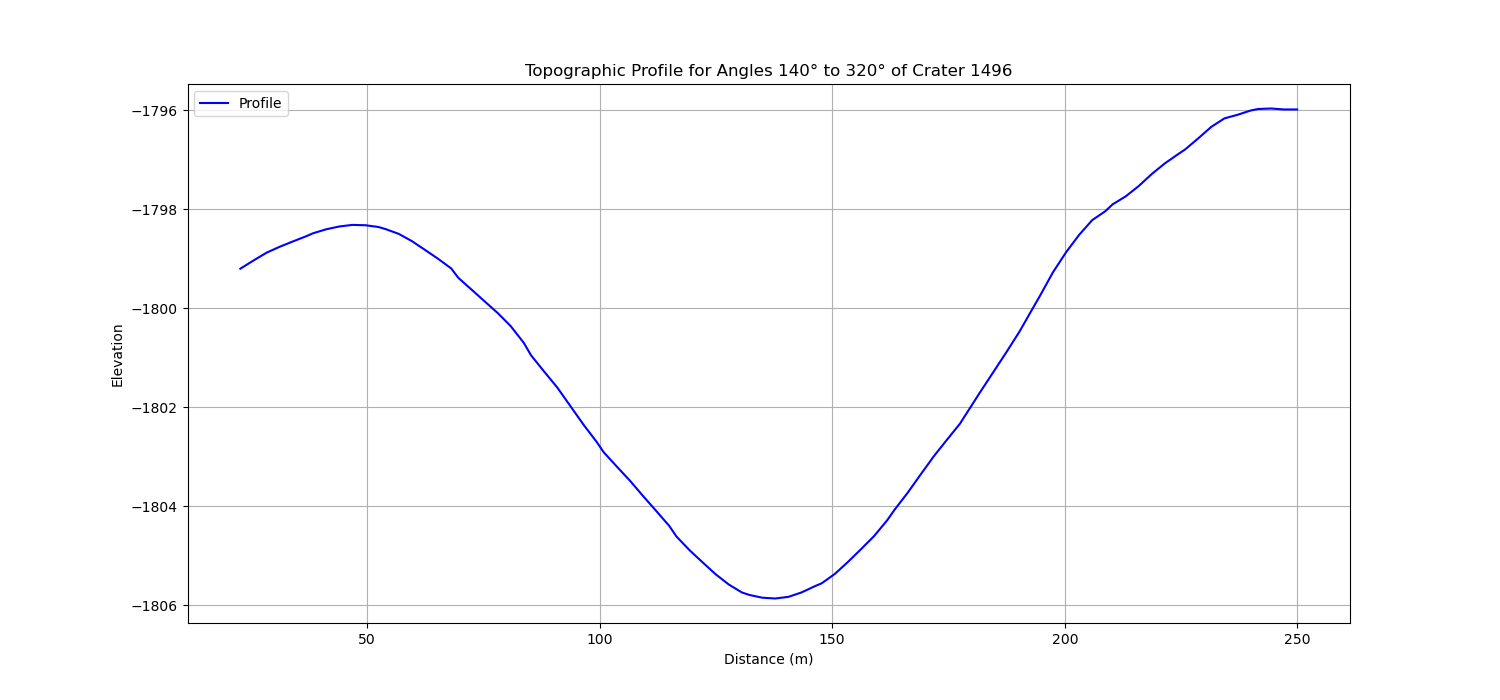 Topographic Profile for Angles 140° to 320° of Crater 1496
Profile
−1796
−1798
−1800
−1802
−1804
−1806
Elevation
50
100
150
200
250
Distance (m)